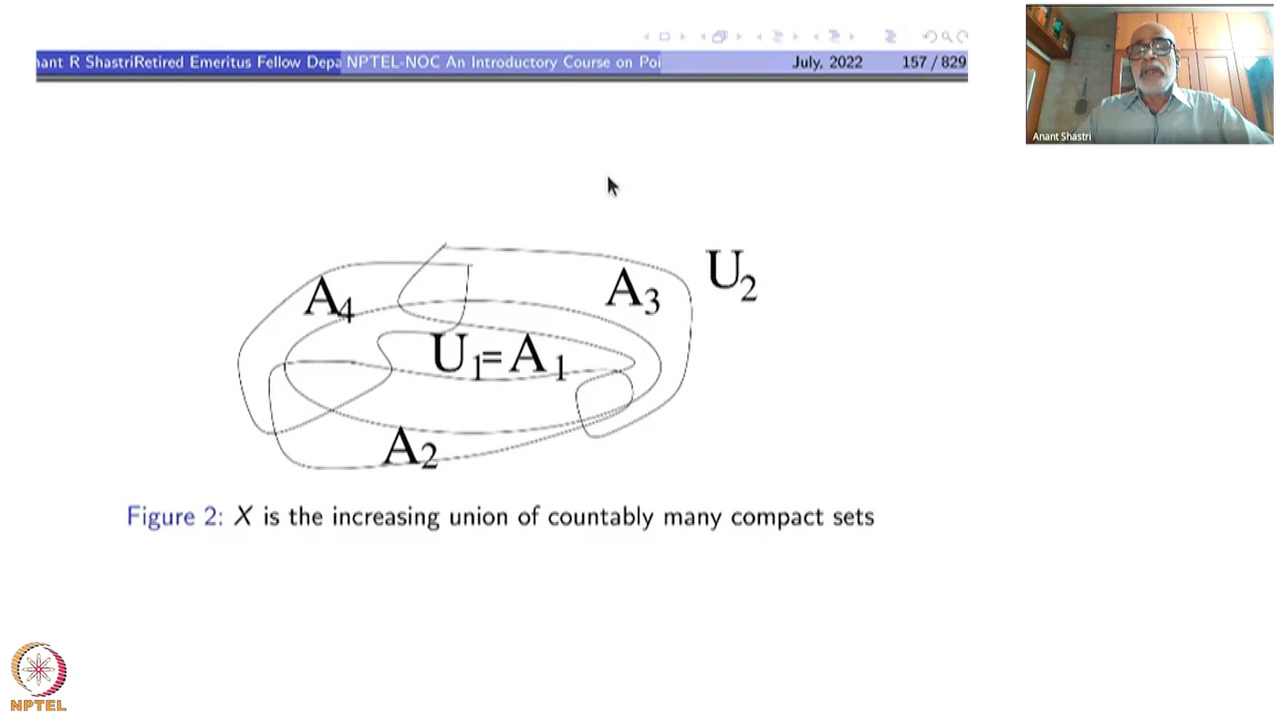 ant R ShastriRetired Emeritus Fellow Depa NPTEL-NOC An Introductory Course on Poi July, 2022 157 / 829
Anant Shastri
A4 A3 U2
U1=A1
A2
Figure 2: X is the increasing union of countably many compact sets
NPTEL